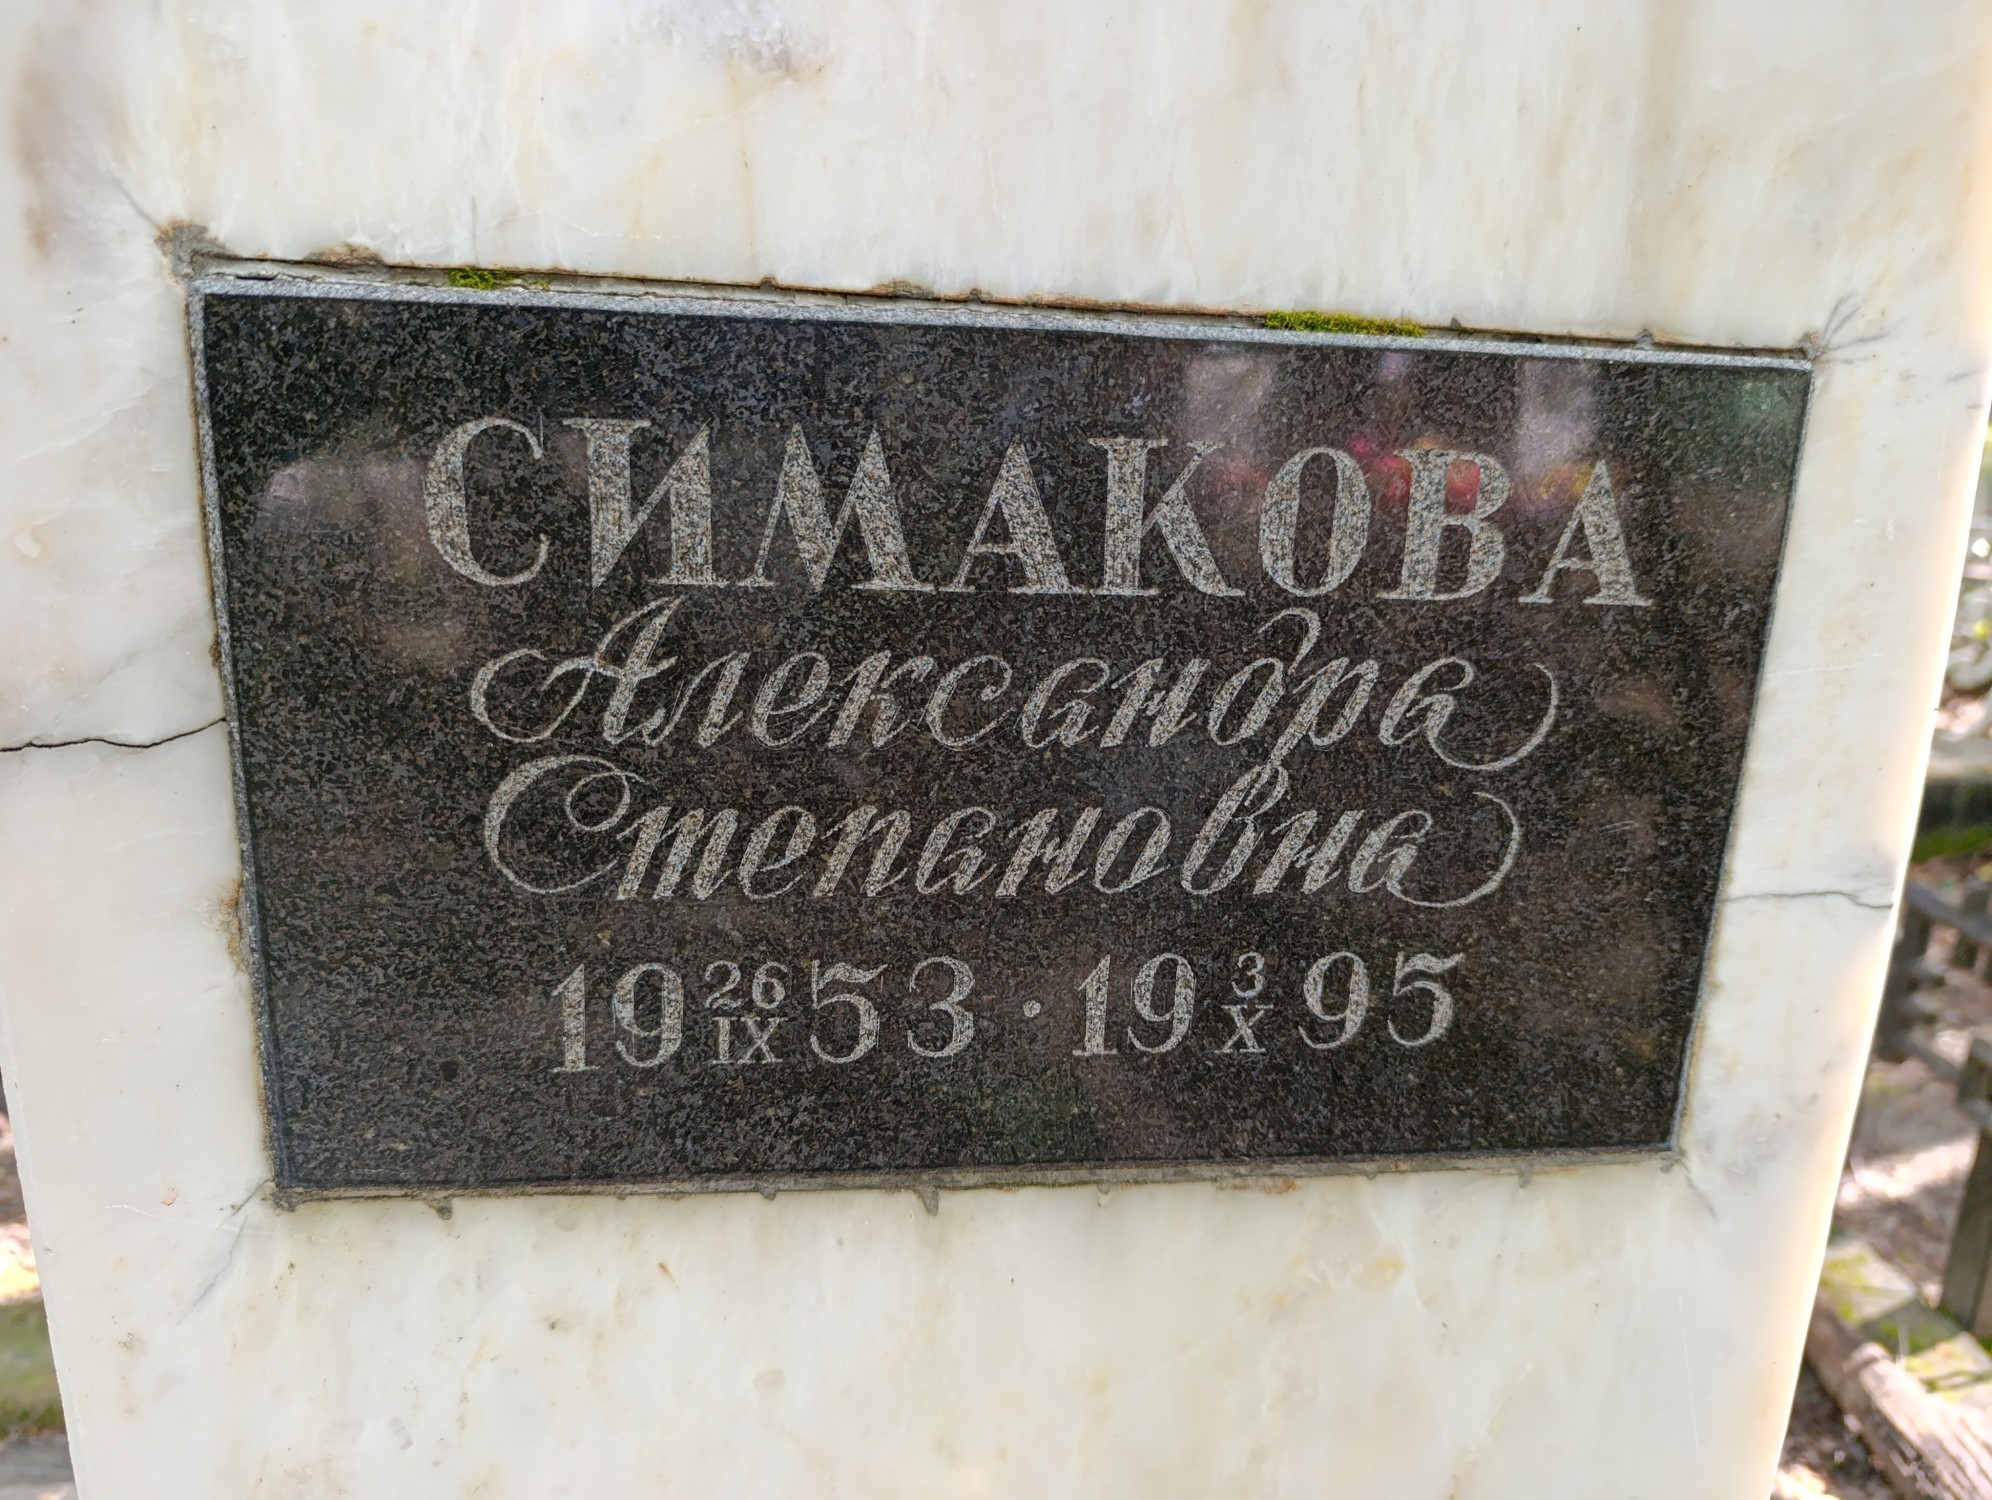 СИМАКОВА
Александра
Степановна
19 26 IX 53 · 19 3 X 95